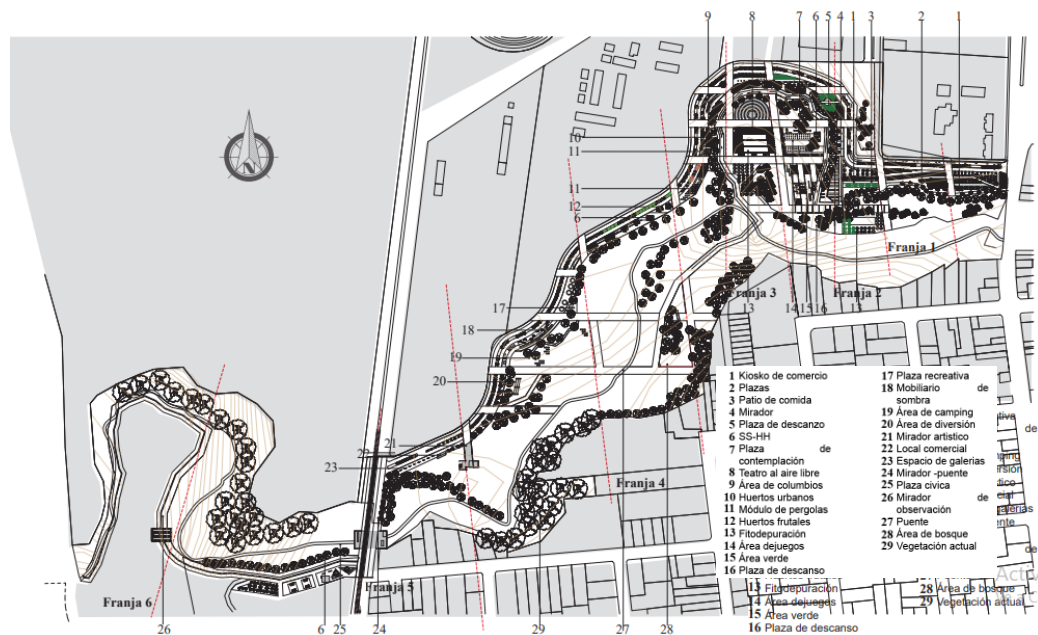 9 8 7 6 5 4 1 3 2 1
10
11
11
12
6
17
18
19
20
21
22
23
Franja 1
Franja 3
Franja 2
13 14 15 16 13
Franja 4
Franja 5
Franja 6
26 6 25 24 29 27 28
1 Kiosko de comercio
2 Plazas
3 Patio de comida
4 Mirador
5 Plaza de descanzo
6 SS-HH
7 Plaza de
contemplación
8 Teatro al aire libre
9 Área de columbios
10 Huertos urbanos
11 Módulo de pergolas
12 Huertos frutales
13 Fitodepuración
14 Área dejuegos
15 Área verde
16 Plaza de descanso
17 Plaza recreativa
18 Mobiliario de
sombra
19 Área de camping
20 Área de diversión
21 Mirador artistico
22 Local comercial
23 Espacio de galerias
24 Mirador -puente
25 Plaza civica
26 Mirador de
observación
27 Puente
28 Área de bosque
29 Vegetación actual
13 Fitodepuración
14 Área dejuegos
15 Área verde
16 Plaza de descanso
28 Área de bosque
29 Vegetación actual